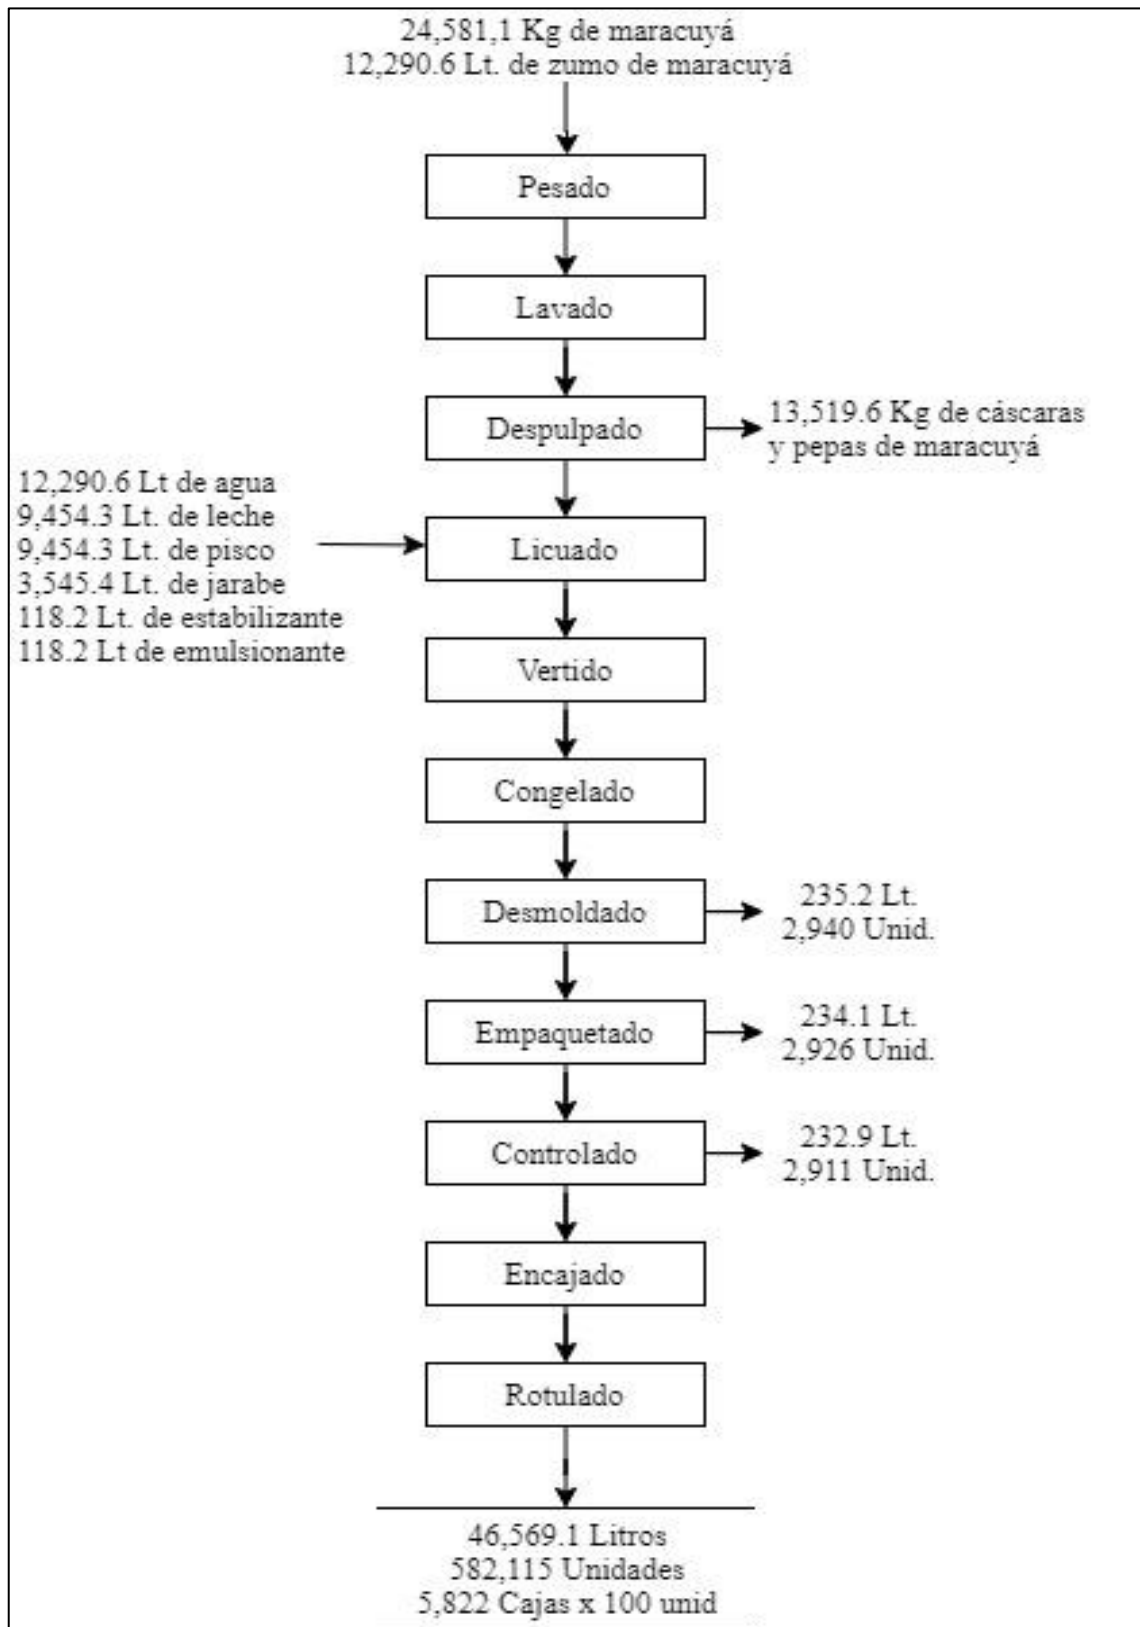 24,581,1 Kg de maracuyá
12,290.6 Lt. de zumo de maracuyá
Pesado
Lavado
Despulpado
13,519.6 Kg de cáscaras
y pepas de maracuyá
12,290.6 Lt de agua
9,454.3 Lt. de leche
9,454.3 Lt. de pisco
3,545.4 Lt. de jarabe
118.2 Lt. de estabilizante
118.2 Lt de emulsionante
Licuado
Vertido
Congelado
Desmoldado
235.2 Lt.
2,940 Unid.
Empaquetado
234.1 Lt.
2,926 Unid.
Controlado
232.9 Lt.
2,911 Unid.
Encajado
Rotulado
46,569.1 Litros
582,115 Unidades
5,822 Cajas x 100 unid